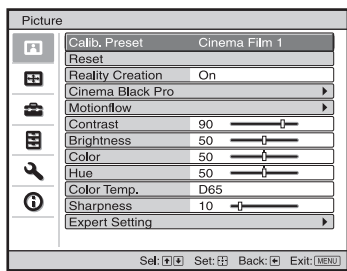 Picture
Calib. Preset Cinema Film 1
Reset
Reality Creation On
Cinema Black Pro
Motionflow
Contrast 90
Brightness 50
Color 50
Hue 50
Color Temp. D65
Sharpness 10
Expert Setting
Sel: Set: Back: Exit: MENU